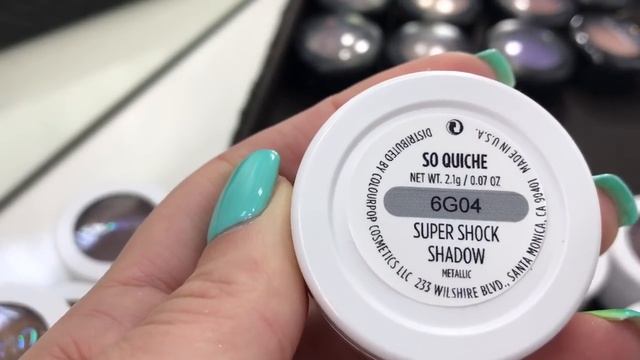 SO QUICHE
NET WT. 2.1g / 0.07 OZ
6G04
SUPER SHOCK
SHADOW
METALLIC
DISTRIBUTED BY COLOURPOP COSMETICS LLC 233 WILSHIRE BLVD., SANTA MONICA, CA 90401 MADE IN U.S.A.